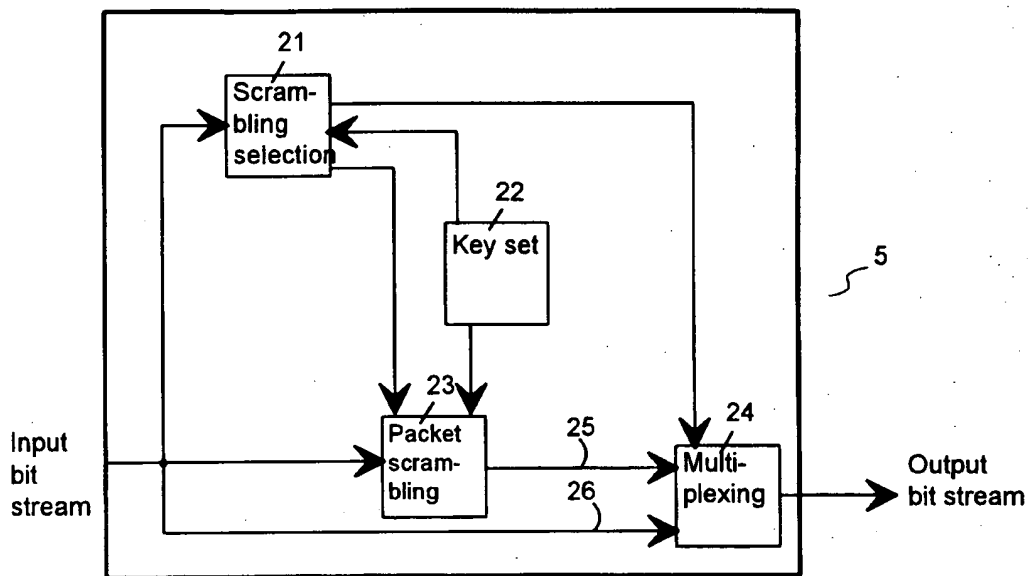 21
Scram-
bling
selection
22
Key set
5
23
Packet
scram-
bling
Input
bit
stream
25
26
24
Multi-
plexing
Output
bit stream